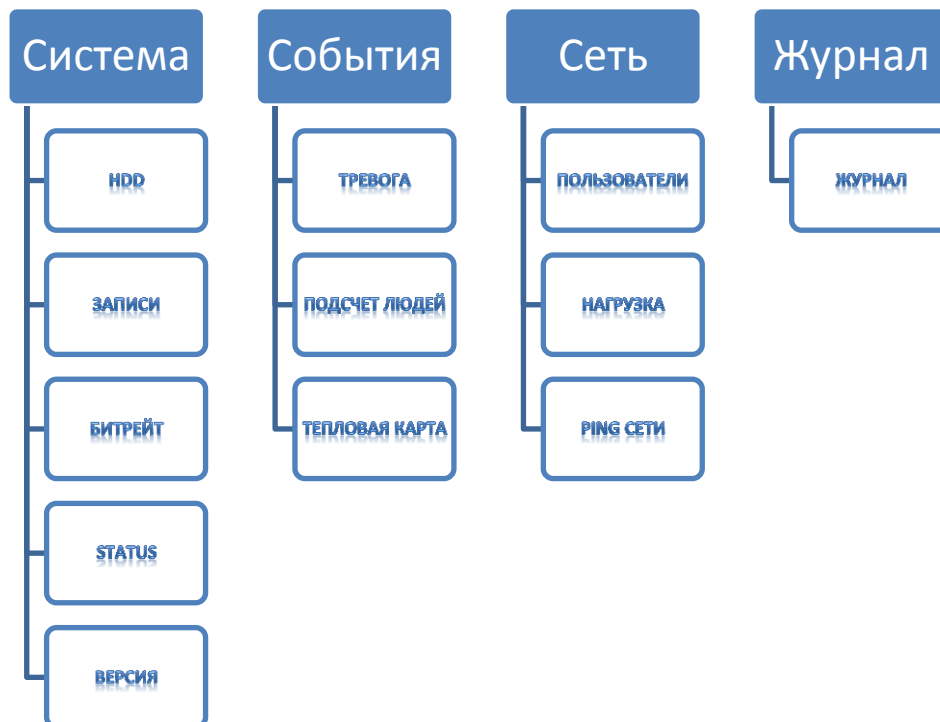 Система
HDD
ЗАПИСИ
БИТРЕЙТ
STATUS
ВЕРСИЯ
События
ТРЕВОГА
ПОДСЧЕТ ЛЮДЕЙ
ТЕПЛОВАЯ КАРТА
Сеть
ПОЛЬЗОВАТЕЛИ
НАГРУЗКА
PING СЕТИ
Журнал
ЖУРНАЛ